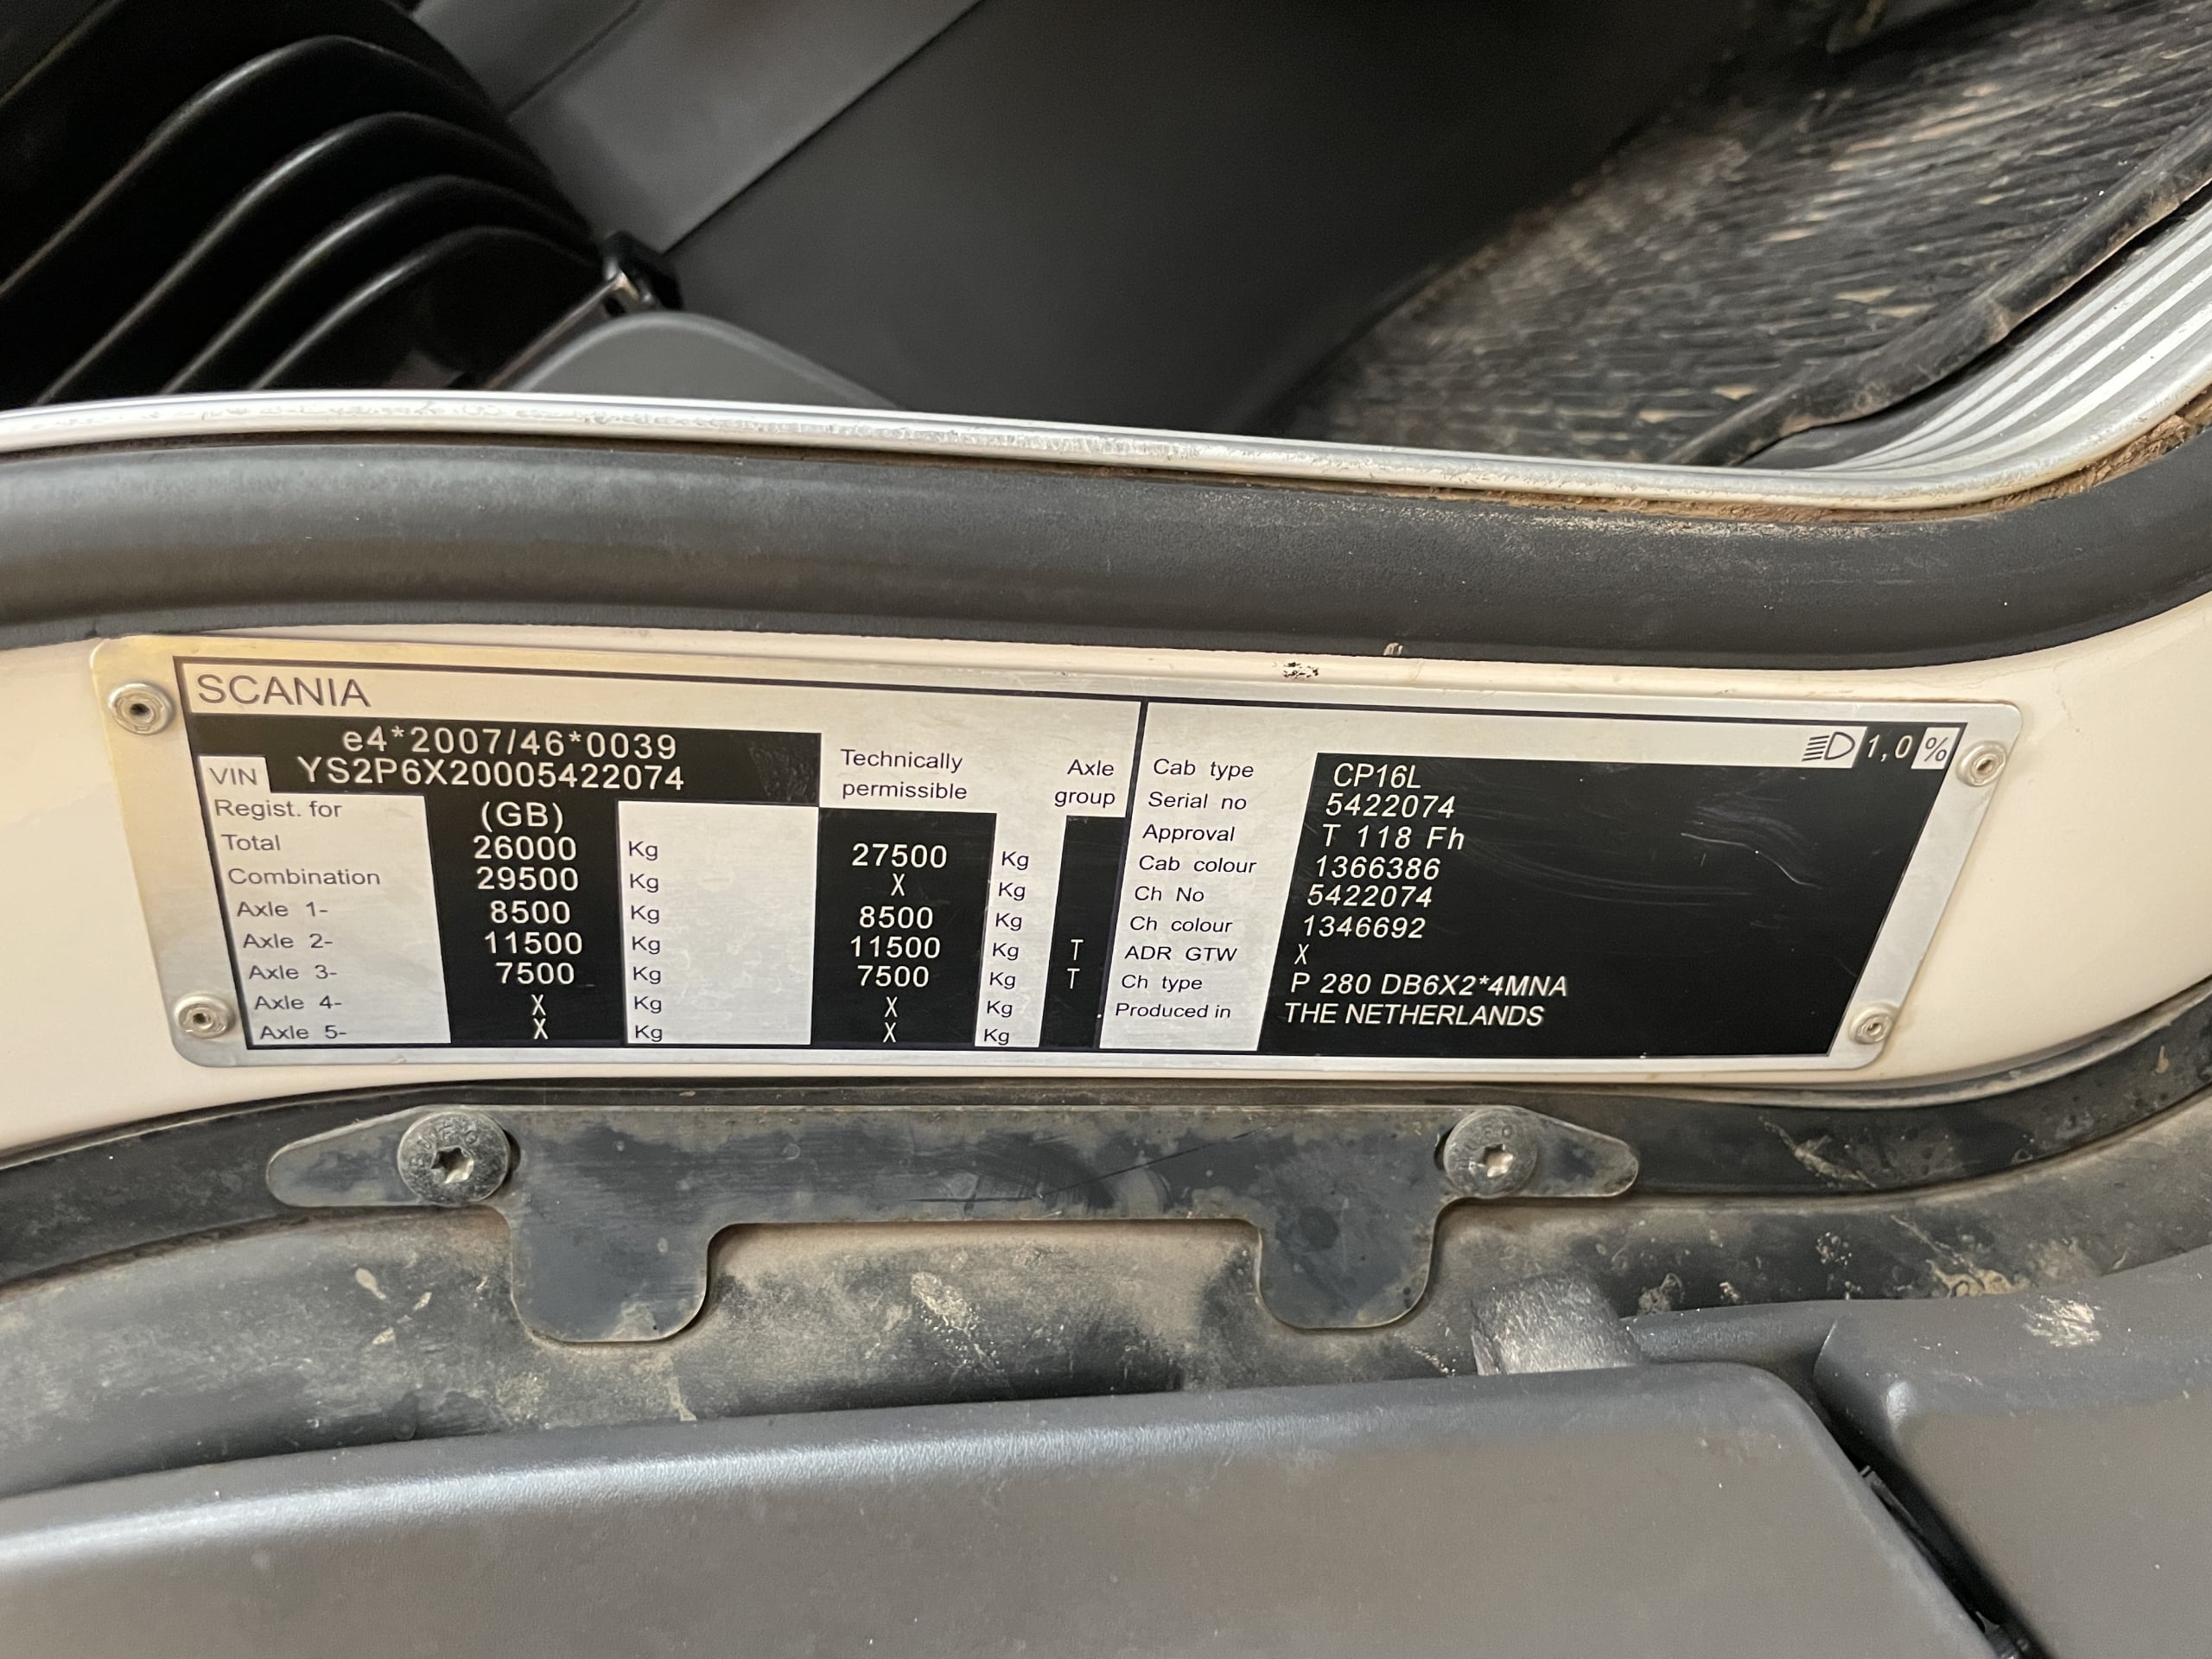 SCANIA
e4*2007/46*0039
VIN YS2P6X20005422074
Technically permissible
Axle group
Regist. for (GB)
Total 26000 Kg 27500 Kg
Combination 29500 Kg X Kg
Axle 1- 8500 Kg 8500 Kg
Axle 2- 11500 Kg 11500 Kg T
Axle 3- 7500 Kg 7500 Kg T
Axle 4- X Kg X Kg
Axle 5- X Kg X Kg
1,0 %
Cab type CP16L
Serial no 5422074
Approval T 118 Fh
Cab colour 1366386
Ch No 5422074
Ch colour 1346692
ADR GTW X
Ch type P 280 DB6X2*4MNA
Produced in THE NETHERLANDS